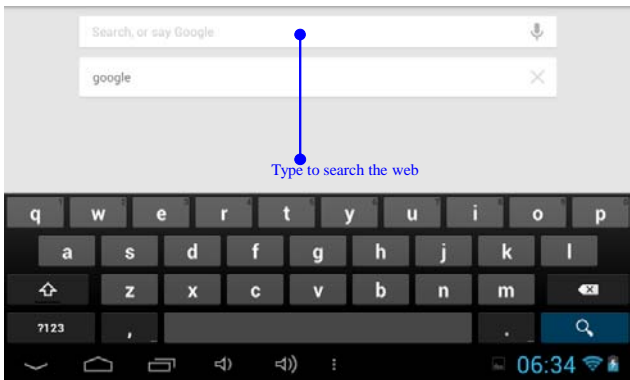 Search, or say Google
google
Type to search the web
q w e r t y u i o p
a s d f g h j k l
z x c v b n m
?123 , .
06:34